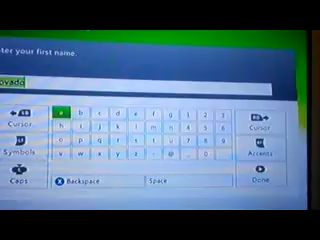 ter your first name.
ovado
LB
a b c d e f g 1 2 3
RB
Cursor
h i j k l m n 4 5 6
Cursor
o p q r s t u 7 8 9
Symbols
v w x y z - @ _ 0 .
Accents
Caps
X Backspace
Space
Done